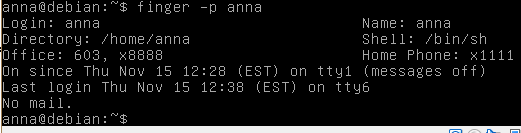 anna@debian:~$ finger -p anna
Login: anna                             Name: anna
Directory: /home/anna                   Shell: /bin/sh
Office: 603, x8888                      Home Phone: x1111
On since Thu Nov 15 12:28 (EST) on tty1 (messages off)
Last login Thu Nov 15 12:38 (EST) on tty6
No mail.
anna@debian:~$